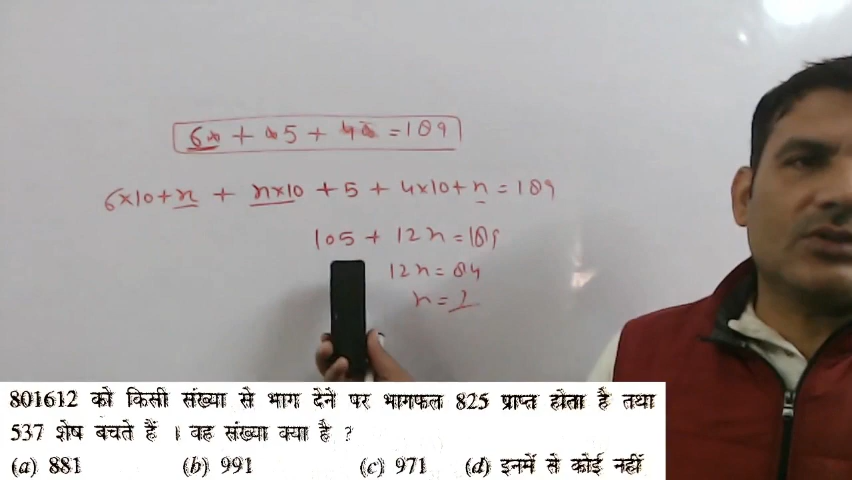 6x + x5 + 4x = 189
6×10+x + x×10 + 5 + 4×10+x = 189
105 + 12x = 189
12x = 84
x = 7
801612 को किसी संख्या से भाग देने पर भागफल 825 प्राप्त होता है तथा
537 शेष बचते हैं । वह संख्या क्या है ?
(a) 881 (b) 991 (c) 971 (d) इनमें से कोई नहीं